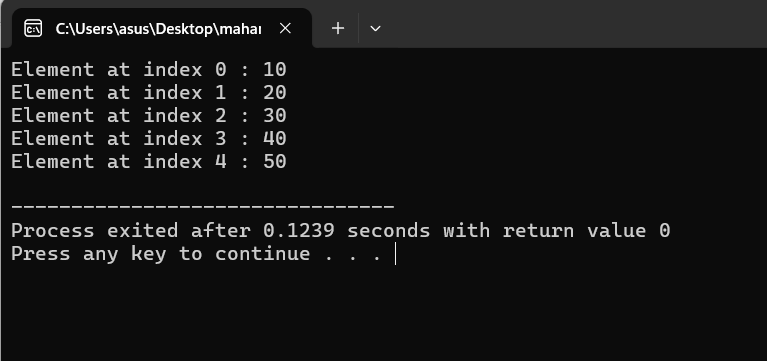 C:\Users\asus\Desktop\mahar
Element at index 0 : 10
Element at index 1 : 20
Element at index 2 : 30
Element at index 3 : 40
Element at index 4 : 50
--------------------------------
Process exited after 0.1239 seconds with return value 0
Press any key to continue . . .